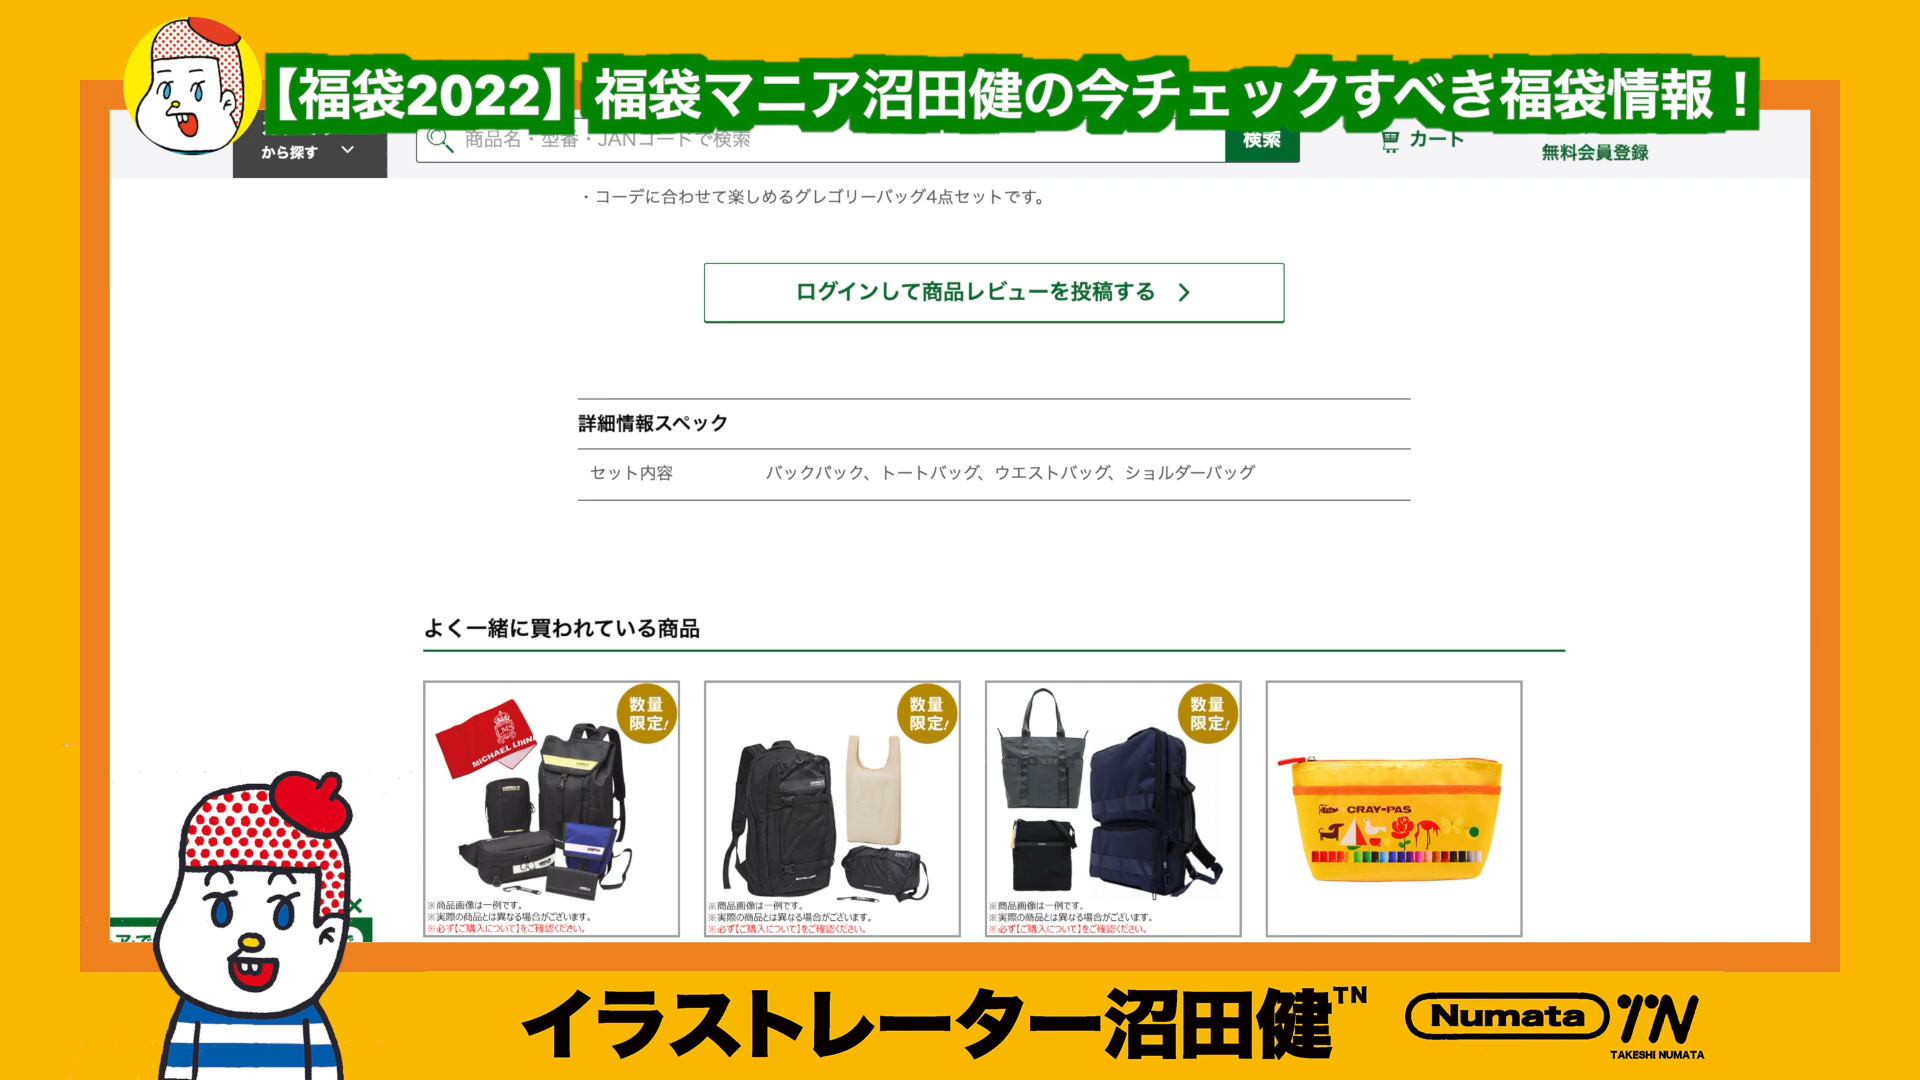 【福袋2022】福袋マニア沼田健の今チェックすべき福袋情報！
から探す
商品名・型番・JANコードで検索
検索
カート
無料会員登録
・コーデに合わせて楽しめるグレゴリーバッグ4点セットです。
ログインして商品レビューを投稿する
詳細情報スペック
セット内容
バックパック、トートバッグ、ウエストバッグ、ショルダーバッグ
よく一緒に買われている商品
数量
限定!
MICHAEL LINNELL
※商品画像は一例です。
※実際の商品とは異なる場合がございます。
※必ず【ご購入について】をご確認ください。
数量
限定!
※商品画像は一例です。
※実際の商品とは異なる場合がございます。
※必ず【ご購入について】をご確認ください。
数量
限定!
※商品画像は一例です。
※実際の商品とは異なる場合がございます。
※必ず【ご購入について】をご確認ください。
CRAY-PAS
イラストレーター沼田健TN
Numata
TN
TAKESHI NUMATA